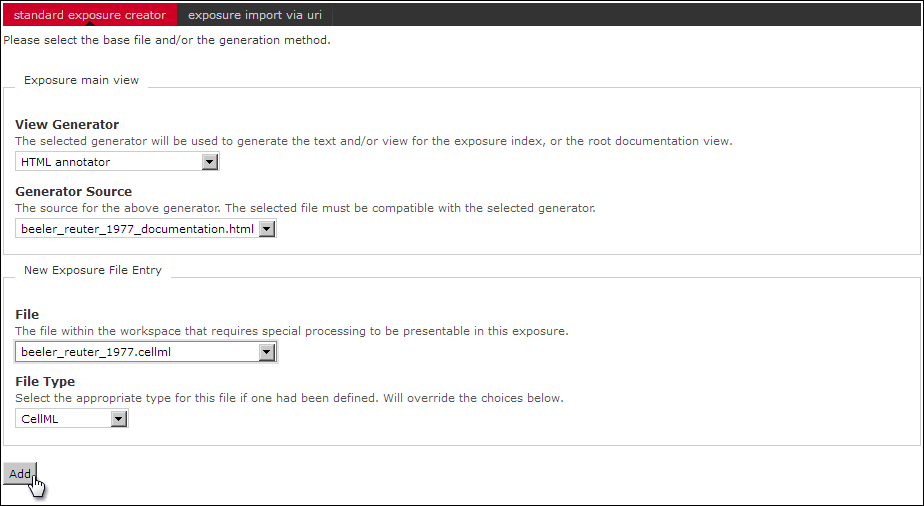 standard exposure creator exposure import via uri
Please select the base file and/or the generation method.
Exposure main view
View Generator
The selected generator will be used to generate the text and/or view for the exposure index, or the root documentation view.
HTML annotator
Generator Source
The source for the above generator. The selected file must be compatible with the selected generator.
beeler_reuter_1977_documentation.html
New Exposure File Entry
File
The file within the workspace that requires special processing to be presentable in this exposure.
beeler_reuter_1977.cellml
File Type
Select the appropriate type for this file if one had been defined. Will override the choices below.
CellML
Add